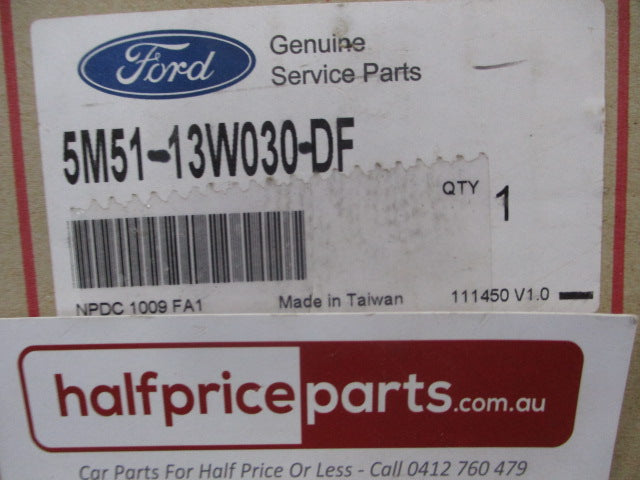 Ford
Genuine
Service Parts
5M51-13W030-DF
QTY 1
NPDC 1009 FA1 Made in Taiwan 111450 V1.0
halfpriceparts.com.au
Car Parts For Half Price Or Less - Call 0412 760 479